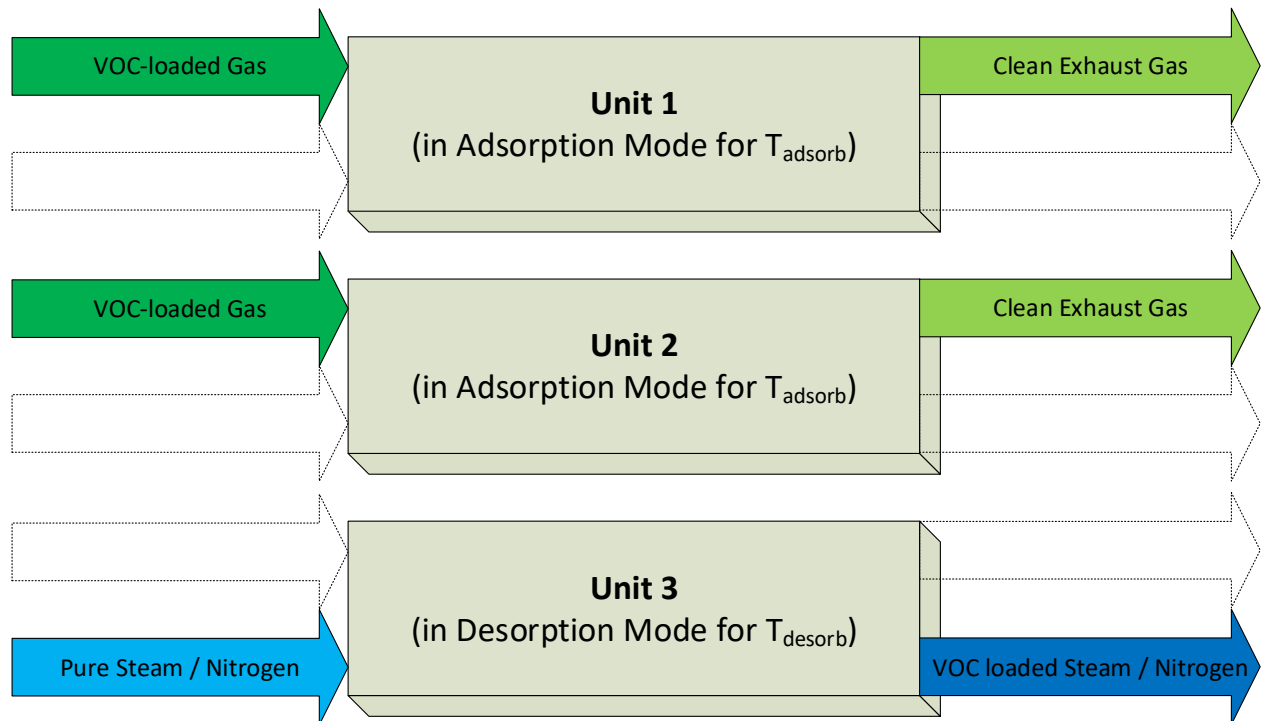 VOC-loaded Gas
Clean Exhaust Gas
Unit 1
(in Adsorption Mode for Tadsorb)
VOC-loaded Gas
Clean Exhaust Gas
Unit 2
(in Adsorption Mode for Tadsorb)
Unit 3
(in Desorption Mode for Tdesorb)
Pure Steam / Nitrogen
VOC loaded Steam / Nitrogen